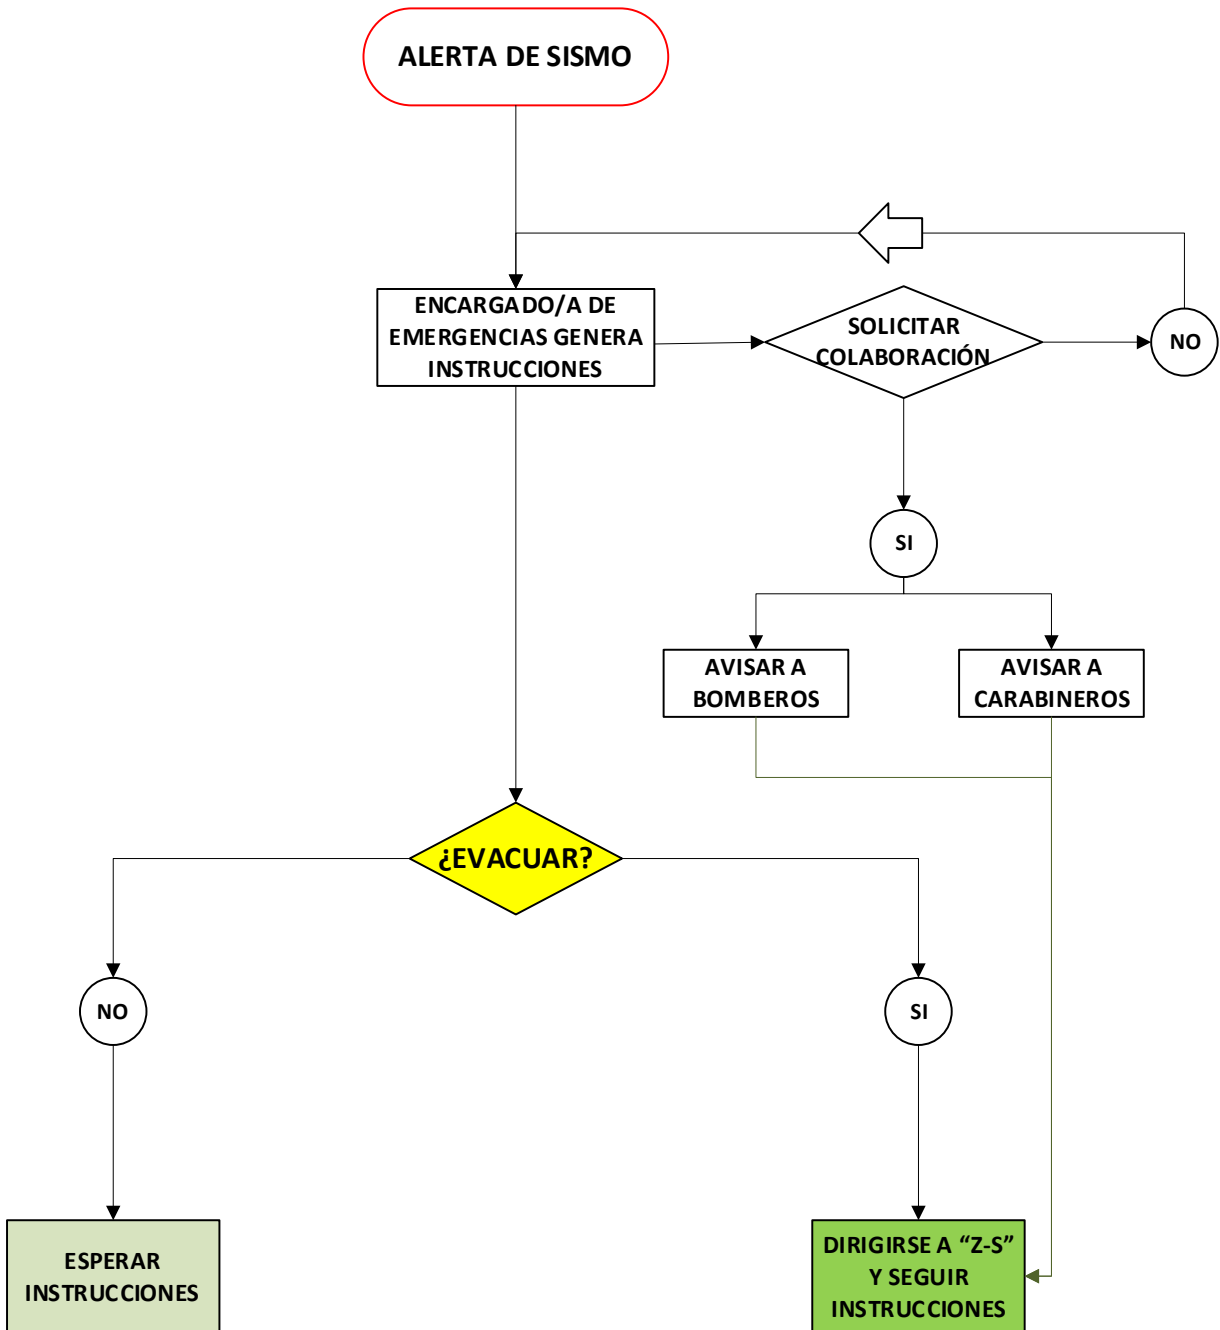 ALERTA DE SISMO
ENCARGADO/A DE
EMERGENCIAS GENERA
INSTRUCCIONES
SOLICITAR
COLABORACIÓN
NO
SI
AVISAR A
BOMBEROS
AVISAR A
CARABINEROS
¿EVACUAR?
NO
SI
ESPERAR
INSTRUCCIONES
DIRIGIRSE A “Z-S”
Y SEGUIR
INSTRUCCIONES